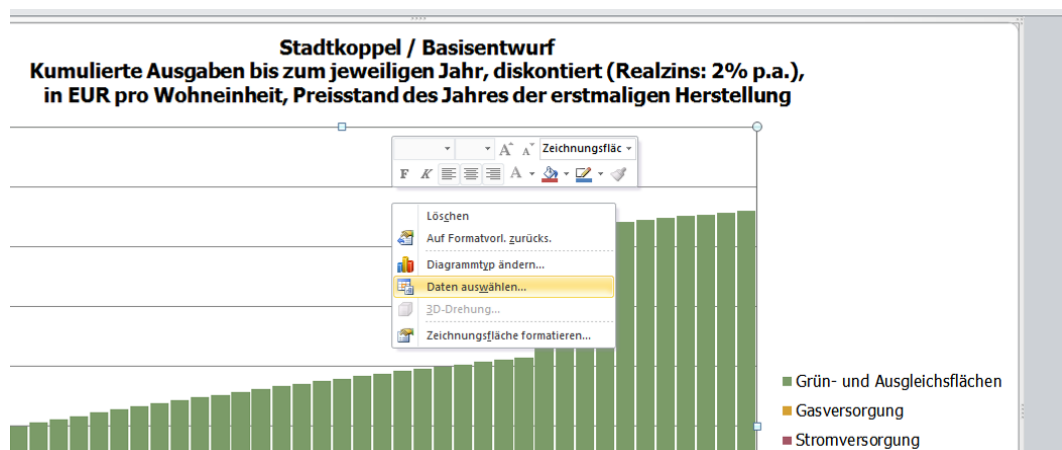 Stadtkoppel / Basisentwurf
Kumulierte Ausgaben bis zum jeweiligen Jahr, diskontiert (Realzins: 2% p.a.),
in EUR pro Wohneinheit, Preisstand des Jahres der erstmaligen Herstellung
A A Zeichnungsfläc
F K A
Löschen
Auf Formatvorl. zurücks.
Diagrammtyp ändern...
Daten auswählen...
3D-Drehung...
Zeichnungsfläche formatieren...
Grün- und Ausgleichsflächen
Gasversorgung
Stromversorgung